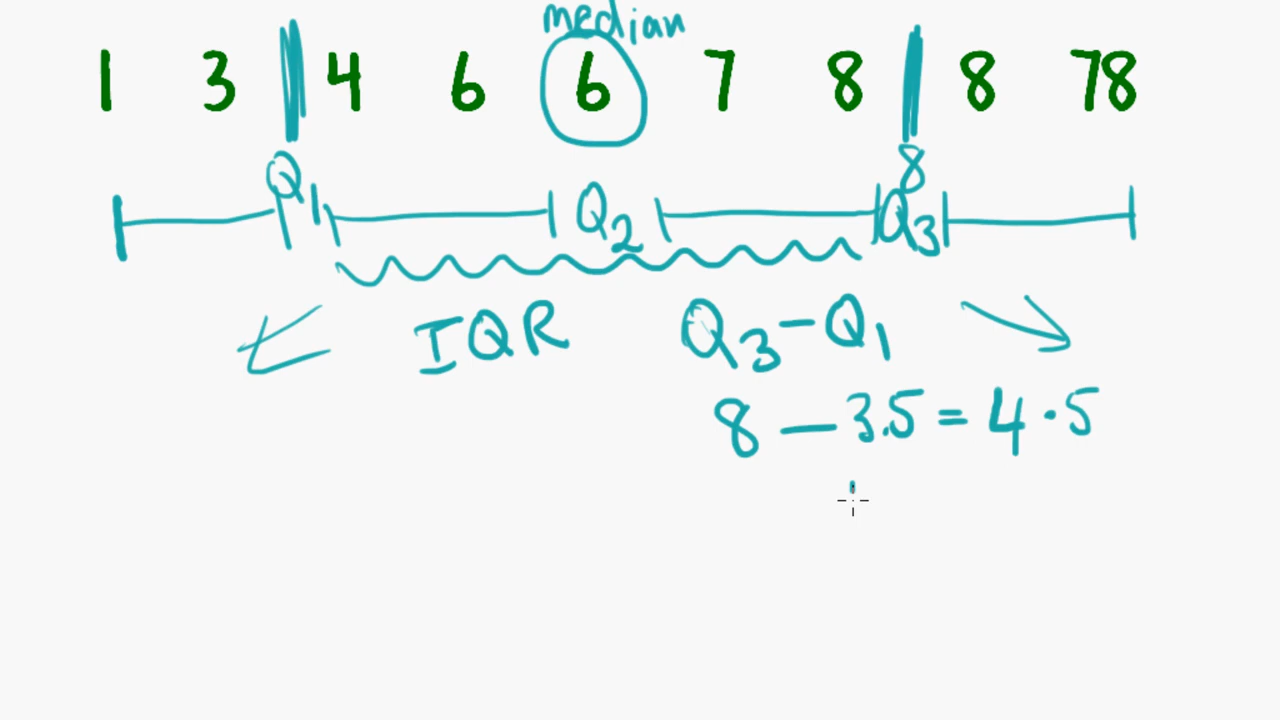 median
1 3 4 6 6 7 8 8 78
8
Q1 Q2 Q3
IQR Q3-Q1
8 - 3.5 = 4.5